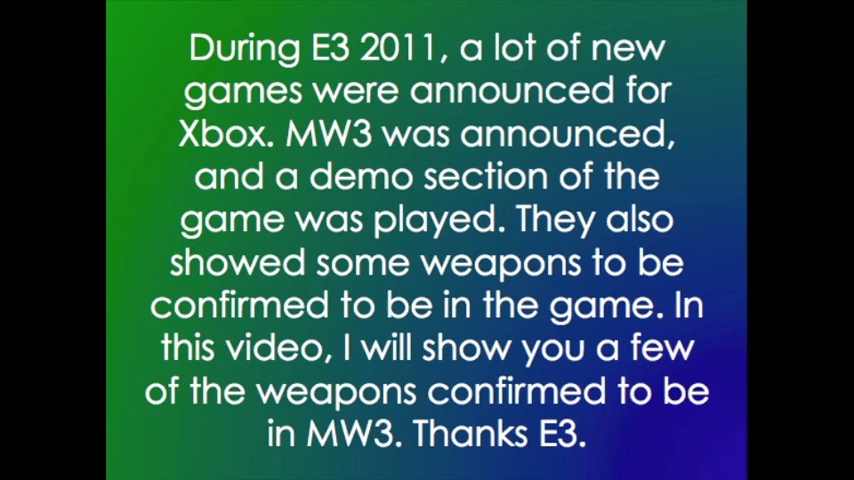 During E3 2011, a lot of new
games were announced for
Xbox. MW3 was announced,
and a demo section of the
game was played. They also
showed some weapons to be
confirmed to be in the game. In
this video, I will show you a few
of the weapons confirmed to be
in MW3. Thanks E3.